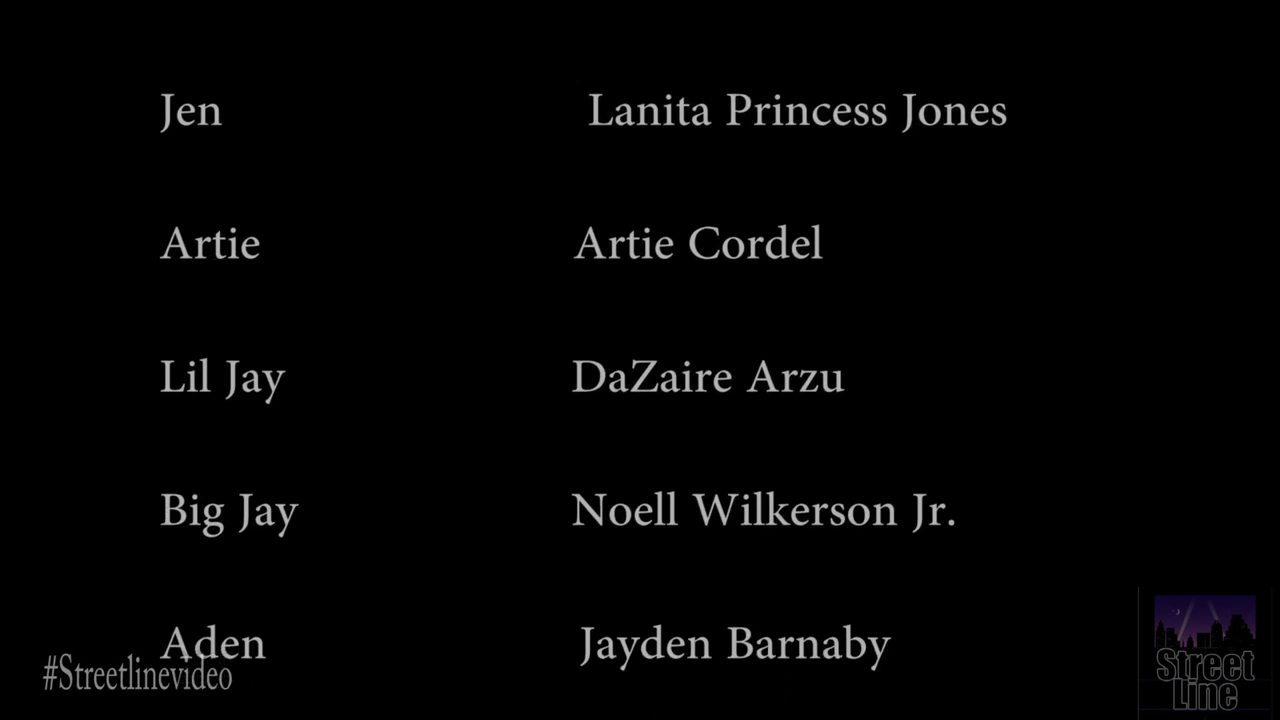 Jen Lanita Princess Jones
Artie Artie Cordel
Lil Jay DaZaire Arzu
Big Jay Noell Wilkerson Jr.
Aden Jayden Barnaby
#Streetlinevideo
Street
Line